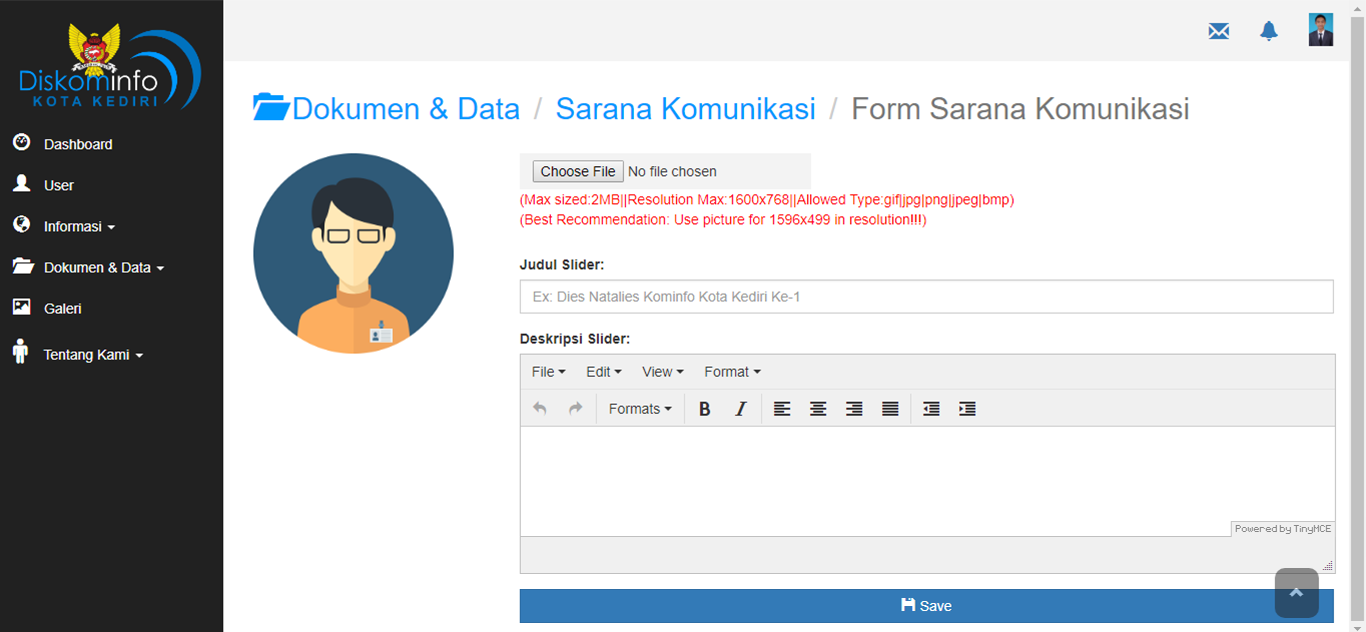 Diskominfo
KOTA KEDIRI
Dashboard
User
Informasi
Dokumen & Data
Galeri
Tentang Kami
Dokumen & Data / Sarana Komunikasi / Form Sarana Komunikasi
Choose File No file chosen
(Max sized:2MB||Resolution Max:1600x768||Allowed Type:gif|jpg|png|jpeg|bmp)
(Best Recommendation: Use picture for 1596x499 in resolution!!!)
Judul Slider:
Ex: Dies Natalies Kominfo Kota Kediri Ke-1
Deskripsi Slider:
File Edit View Format
Formats B I
Powered by TinyMCE
Save